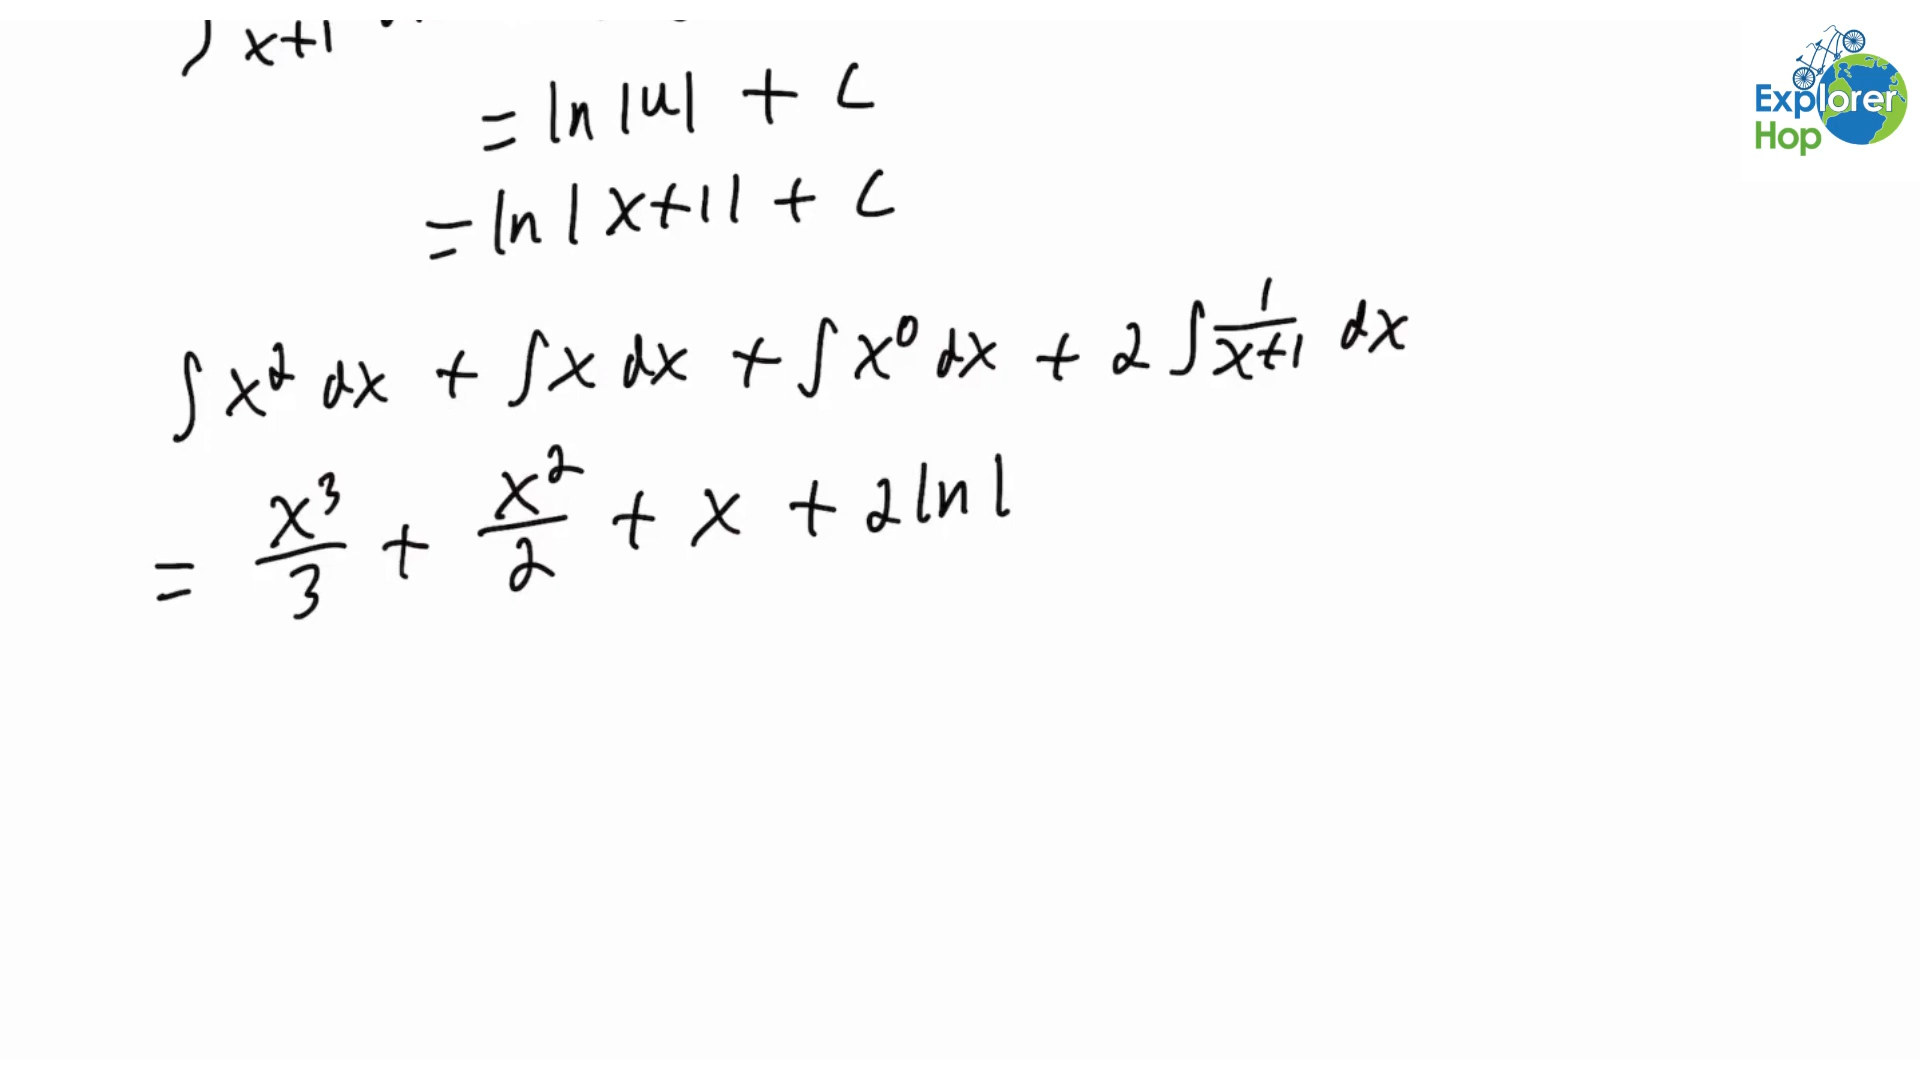 ∫ x+1
= ln |u| + C
= ln | x+1 | + C
∫ x² dx + ∫ x dx + ∫ x⁰ dx + 2 ∫ 1/x+1 dx
= x³/3 + x²/2 + x + 2 ln |
Explorer
Hop